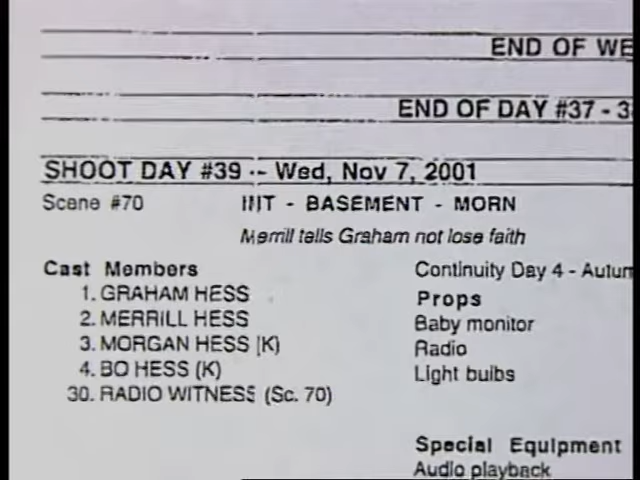 END OF WE
END OF DAY #37 - 3
SHOOT DAY #39 -- Wed, Nov 7, 2001
Scene #70 INT - BASEMENT - MORN
Merrill tells Graham not lose faith
Cast Members Continuity Day 4 - Autum
1. GRAHAM HESS Props
2. MERRILL HESS Baby monitor
3. MORGAN HESS (K) Radio
4. BO HESS (K) Light bulbs
30. RADIO WITNESS (Sc. 70)
Special Equipment
Audio playback